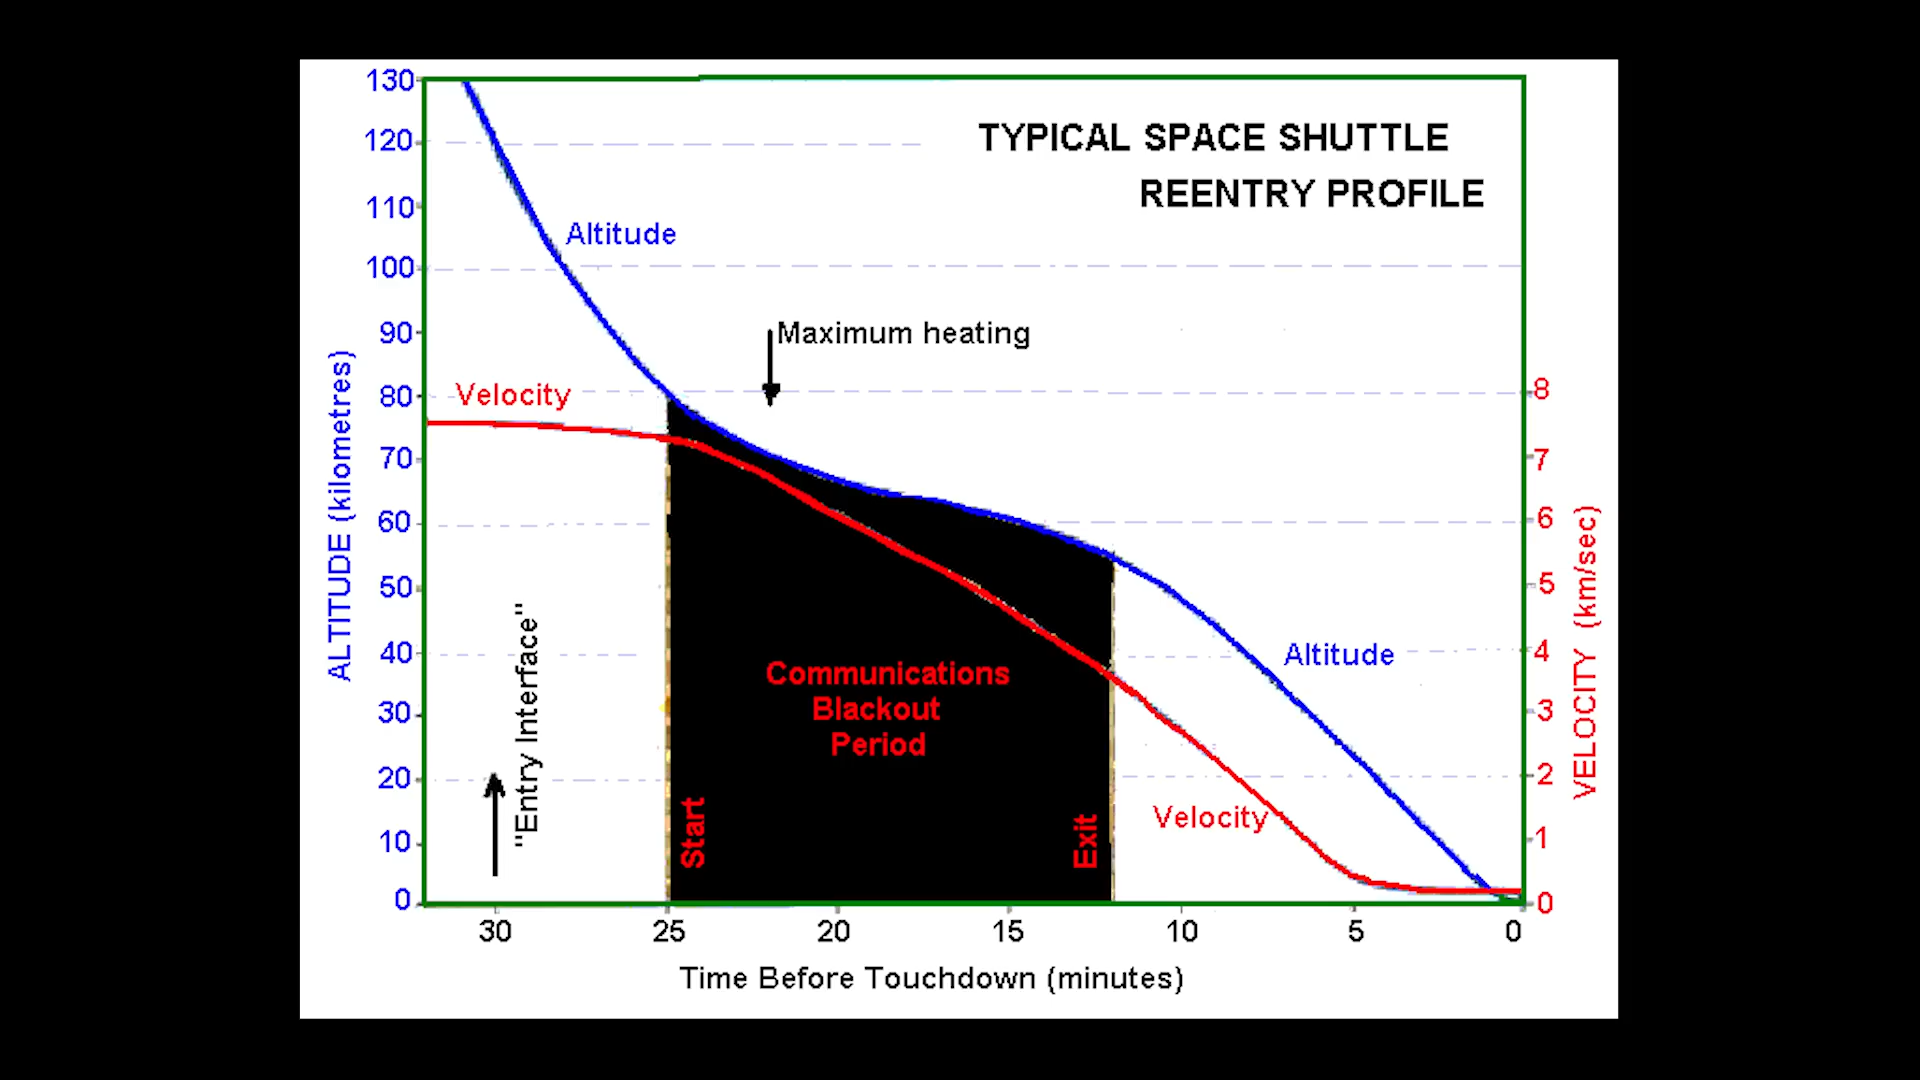 TYPICAL SPACE SHUTTLE
REENTRY PROFILE
130
120
110
100
90
80
70
60
50
40
30
20
10
0
ALTITUDE (kilometres)
Altitude
Maximum heating
Velocity
"Entry Interface"
Communications
Blackout
Period
Start
Exit
Altitude
Velocity
8
7
6
5
4
3
2
1
0
VELOCITY (km/sec)
30 25 20 15 10 5 0
Time Before Touchdown (minutes)